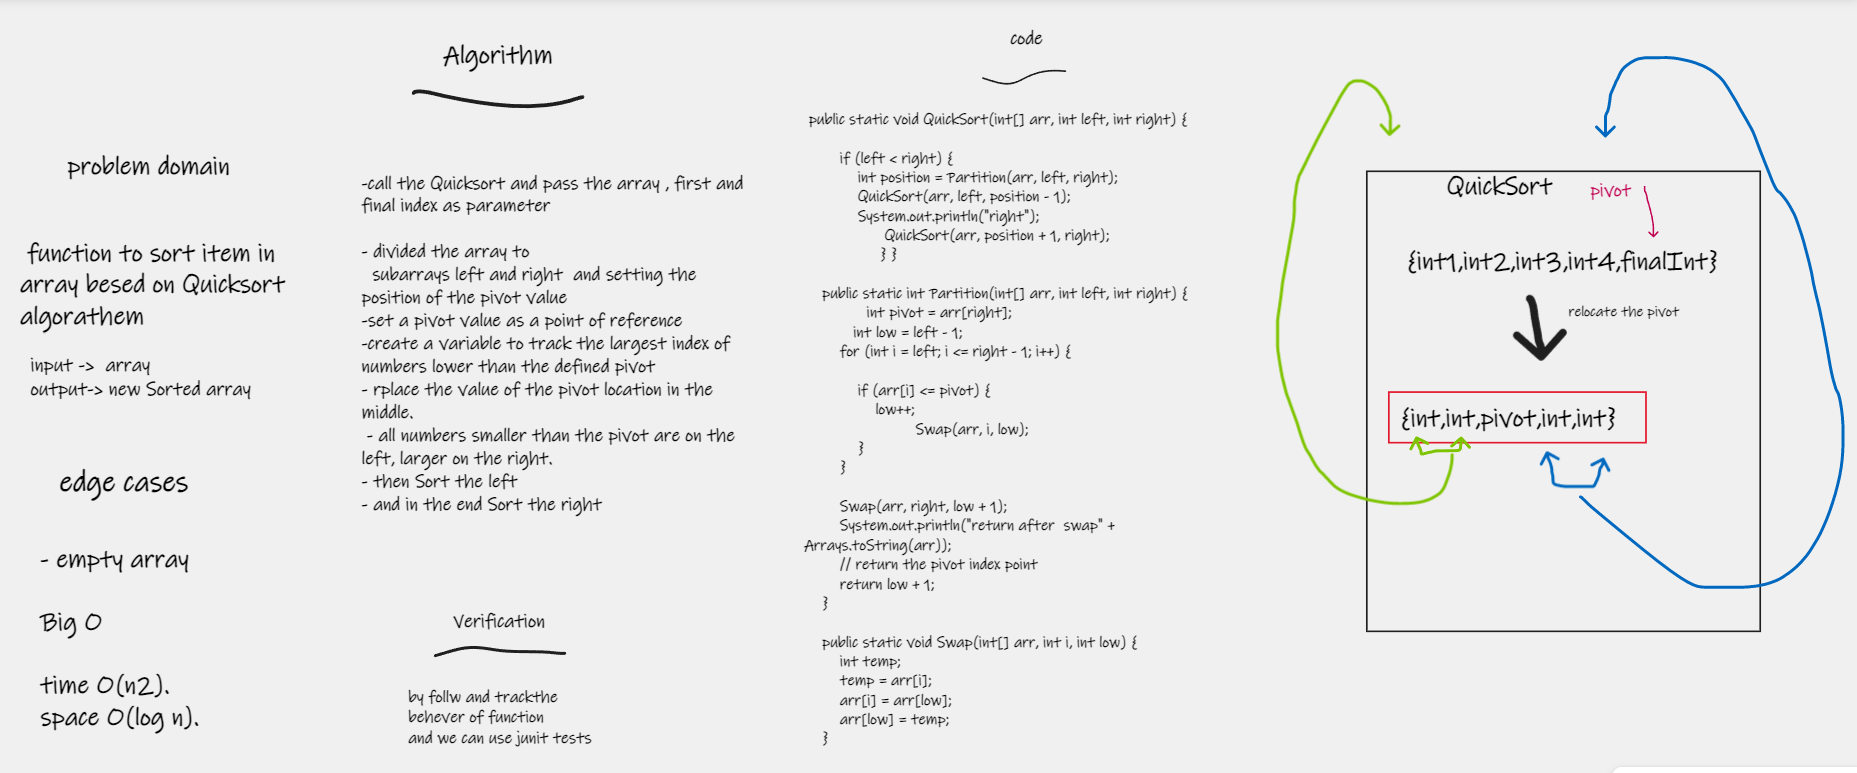 problem domain
function to sort item in
array besed on Quicksort
algorathem
input -> array
output-> new Sorted array
edge cases
- empty array
Big O
time O(n2).
space O(log n).
Algorithm
-call the Quicksort and pass the array , first and
final index as parameter
- divided the array to
subarrays left and right and setting the
position of the pivot value
-set a pivot value as a point of reference
-create a variable to track the largest index of
numbers lower than the defined pivot
- rplace the value of the pivot location in the
middle.
- all numbers smaller than the pivot are on the
left, larger on the right.
- then Sort the left
- and in the end Sort the right
Verification
by follw and trackthe
behever of function
and we can use junit tests
code
public static void QuickSort(int[] arr, int left, int right) {
if (left < right) {
int position = Partition(arr, left, right);
QuickSort(arr, left, position - 1);
System.out.println("right");
QuickSort(arr, position + 1, right);
} }
public static int Partition(int[] arr, int left, int right) {
int pivot = arr[right];
int low = left - 1;
for (int i = left; i <= right - 1; i++) {
if (arr[i] <= pivot) {
low++;
Swap(arr, i, low);
}
}
Swap(arr, right, low + 1);
System.out.println("return after swap" +
Arrays.toString(arr));
// return the pivot index point
return low + 1;
}
public static void Swap(int[] arr, int i, int low) {
int temp;
temp = arr[i];
arr[i] = arr[low];
arr[low] = temp;
}
QuickSort
pivot
{int1,int2,int3,int4,finalInt}
relocate the pivot
{int,int,pivot,int,int}